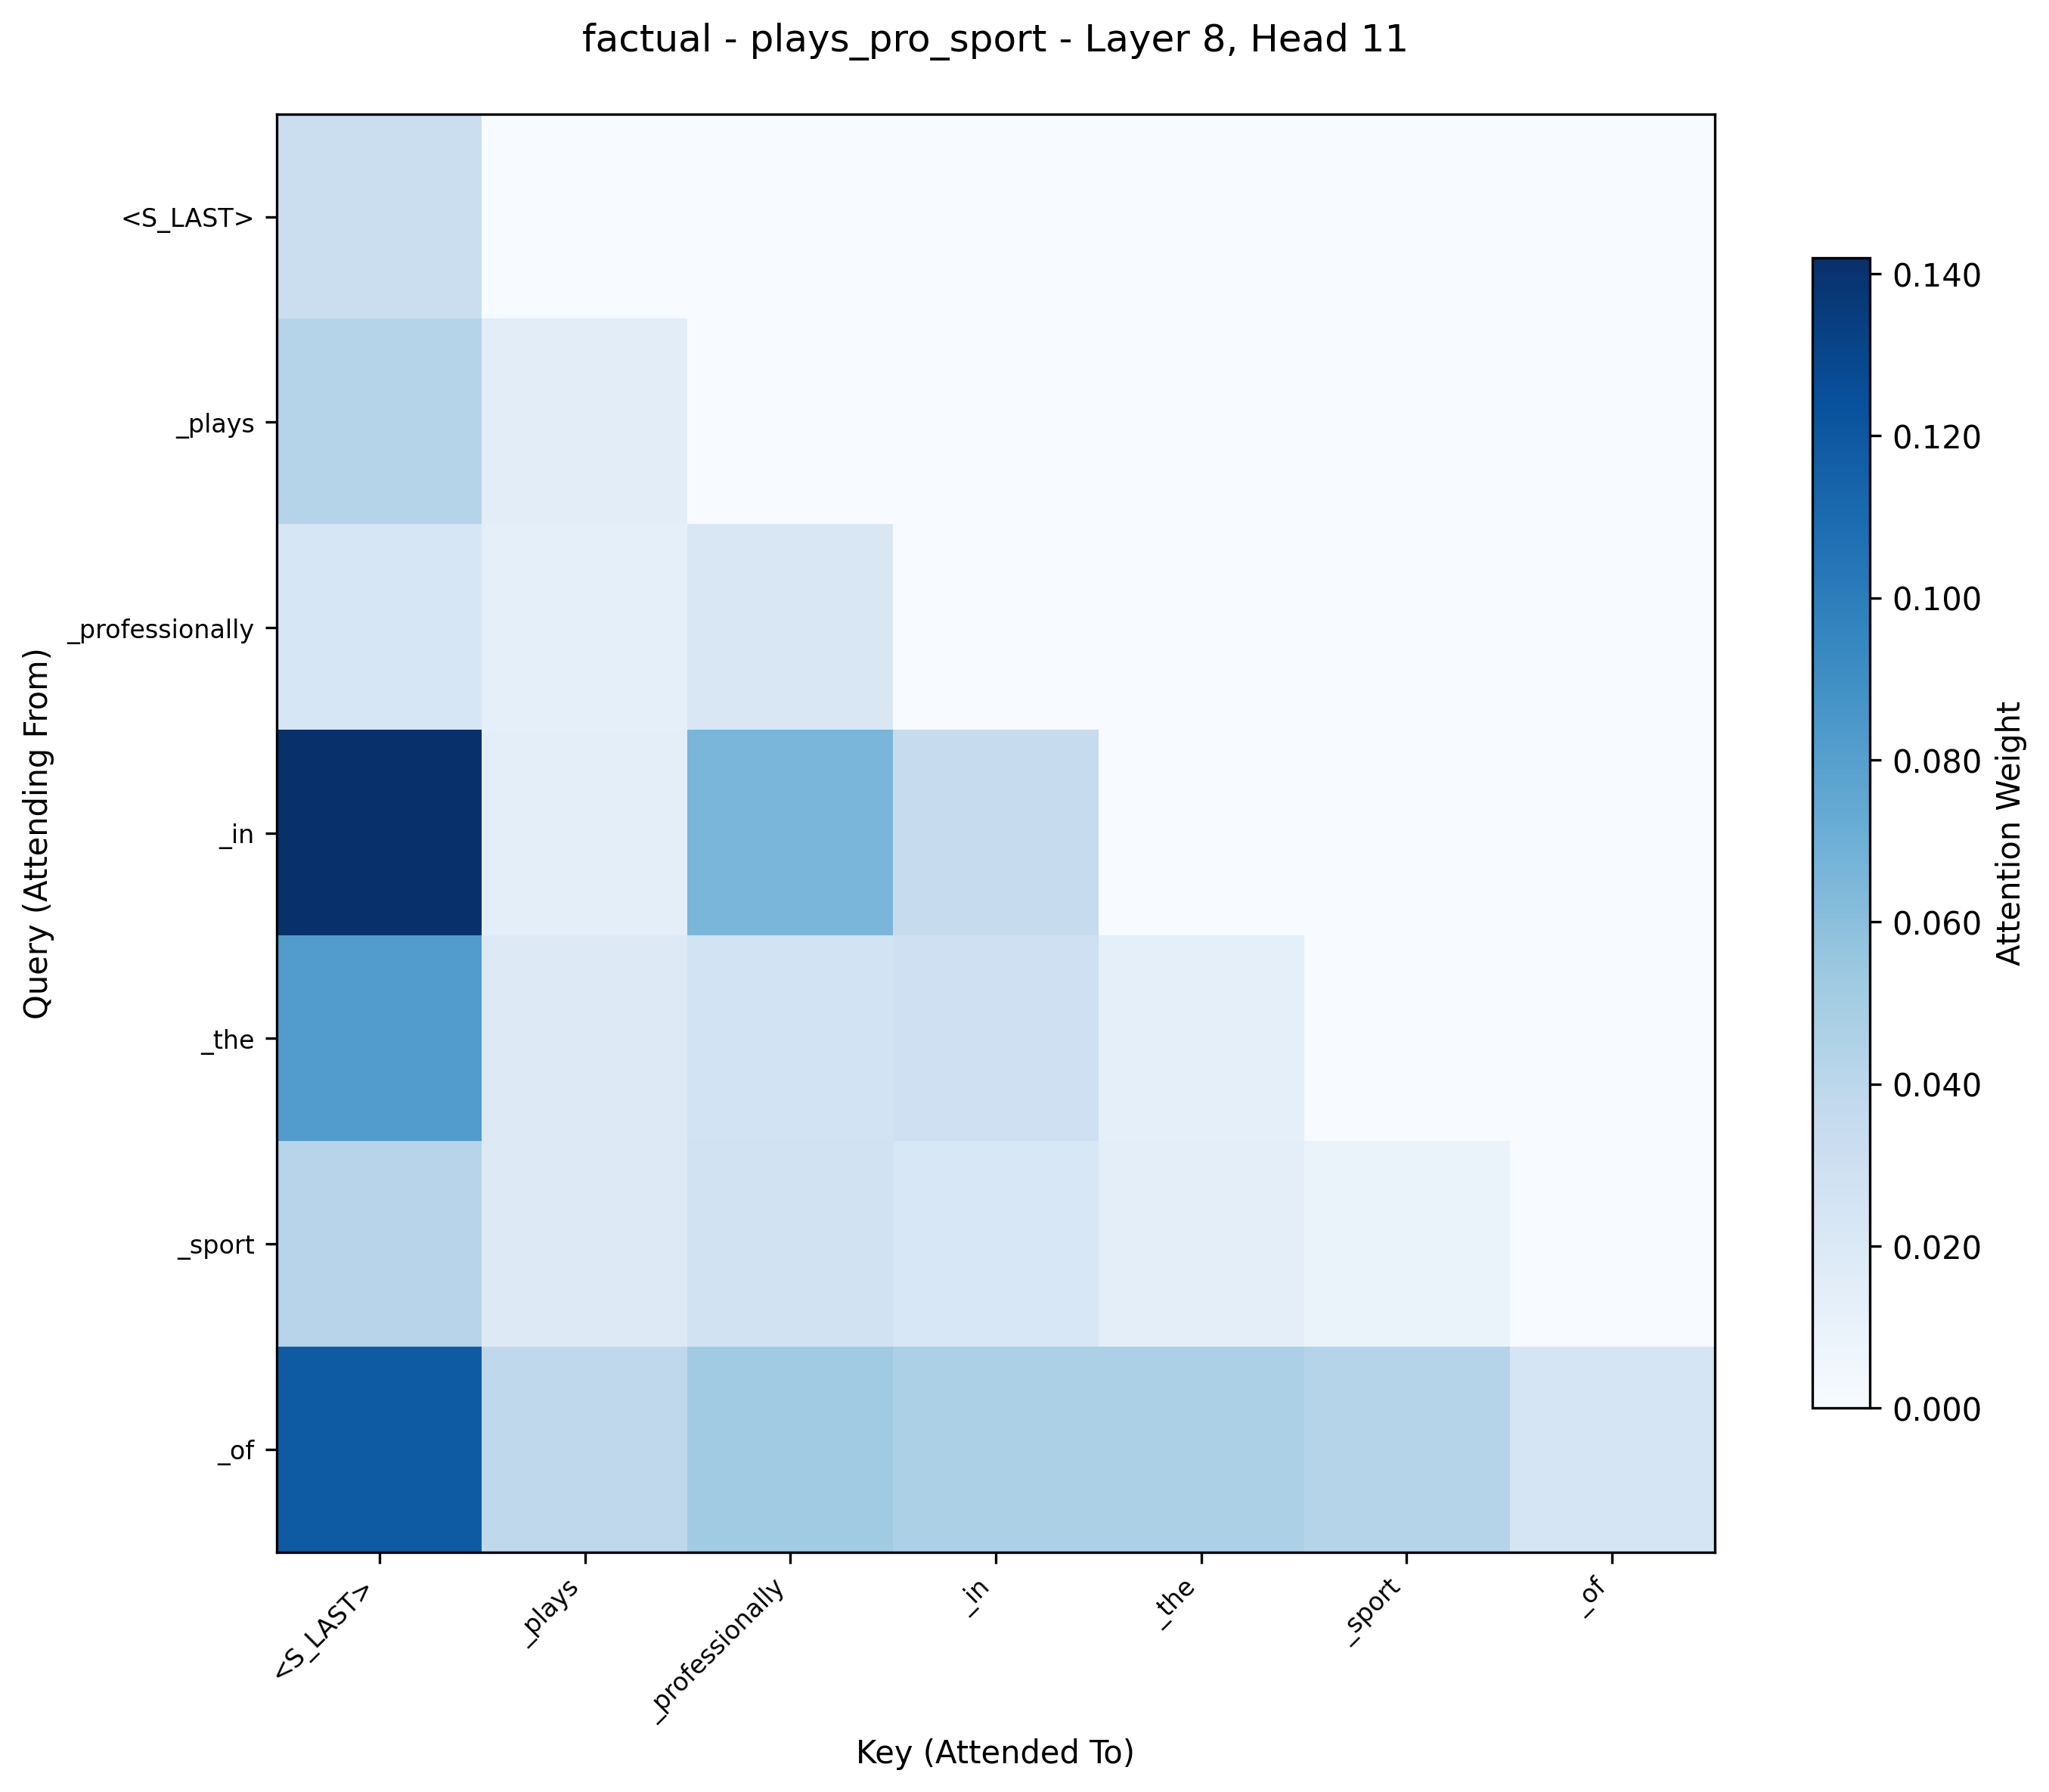 factual - plays_pro_sport - Layer 8, Head 11
<S_LAST>
_plays
_professionally
_in
_the
_sport
_of
Query (Attending From)
<S_LAST>
_plays
_professionally
_in
_the
_sport
_of
Key (Attended To)
0.140
0.120
0.100
0.080
0.060
0.040
0.020
0.000
Attention Weight